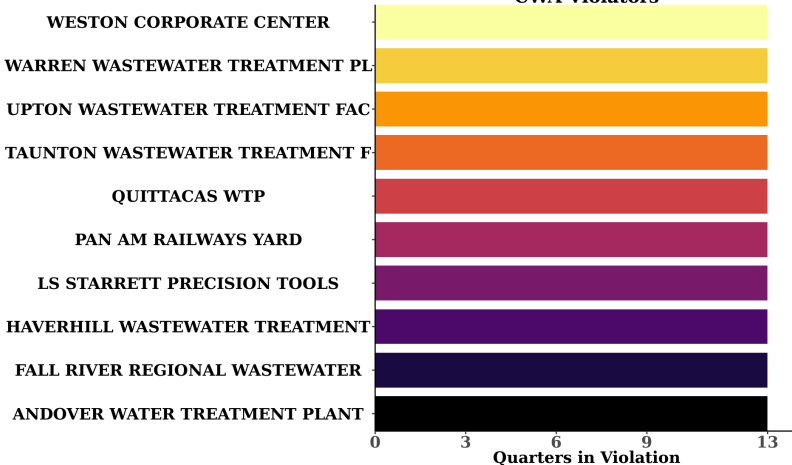 CWA Violators
WESTON CORPORATE CENTER
WARREN WASTEWATER TREATMENT PL
UPTON WASTEWATER TREATMENT FAC
TAUNTON WASTEWATER TREATMENT F
QUITTACAS WTP
PAN AM RAILWAYS YARD
LS STARRETT PRECISION TOOLS
HAVERHILL WASTEWATER TREATMENT
FALL RIVER REGIONAL WASTEWATER
ANDOVER WATER TREATMENT PLANT
0 3 6 9 13
Quarters in Violation